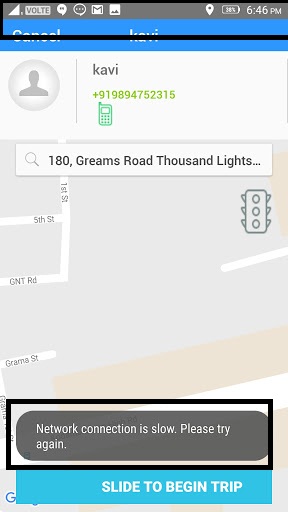 VOLTE
38%
6:46 PM
Cancel
kavi
kavi
+919894752315
180, Greams Road Thousand Lights...
1st St
5th St
GNT Rd
Grams St
Network connection is slow. Please try
again.
SLIDE TO BEGIN TRIP